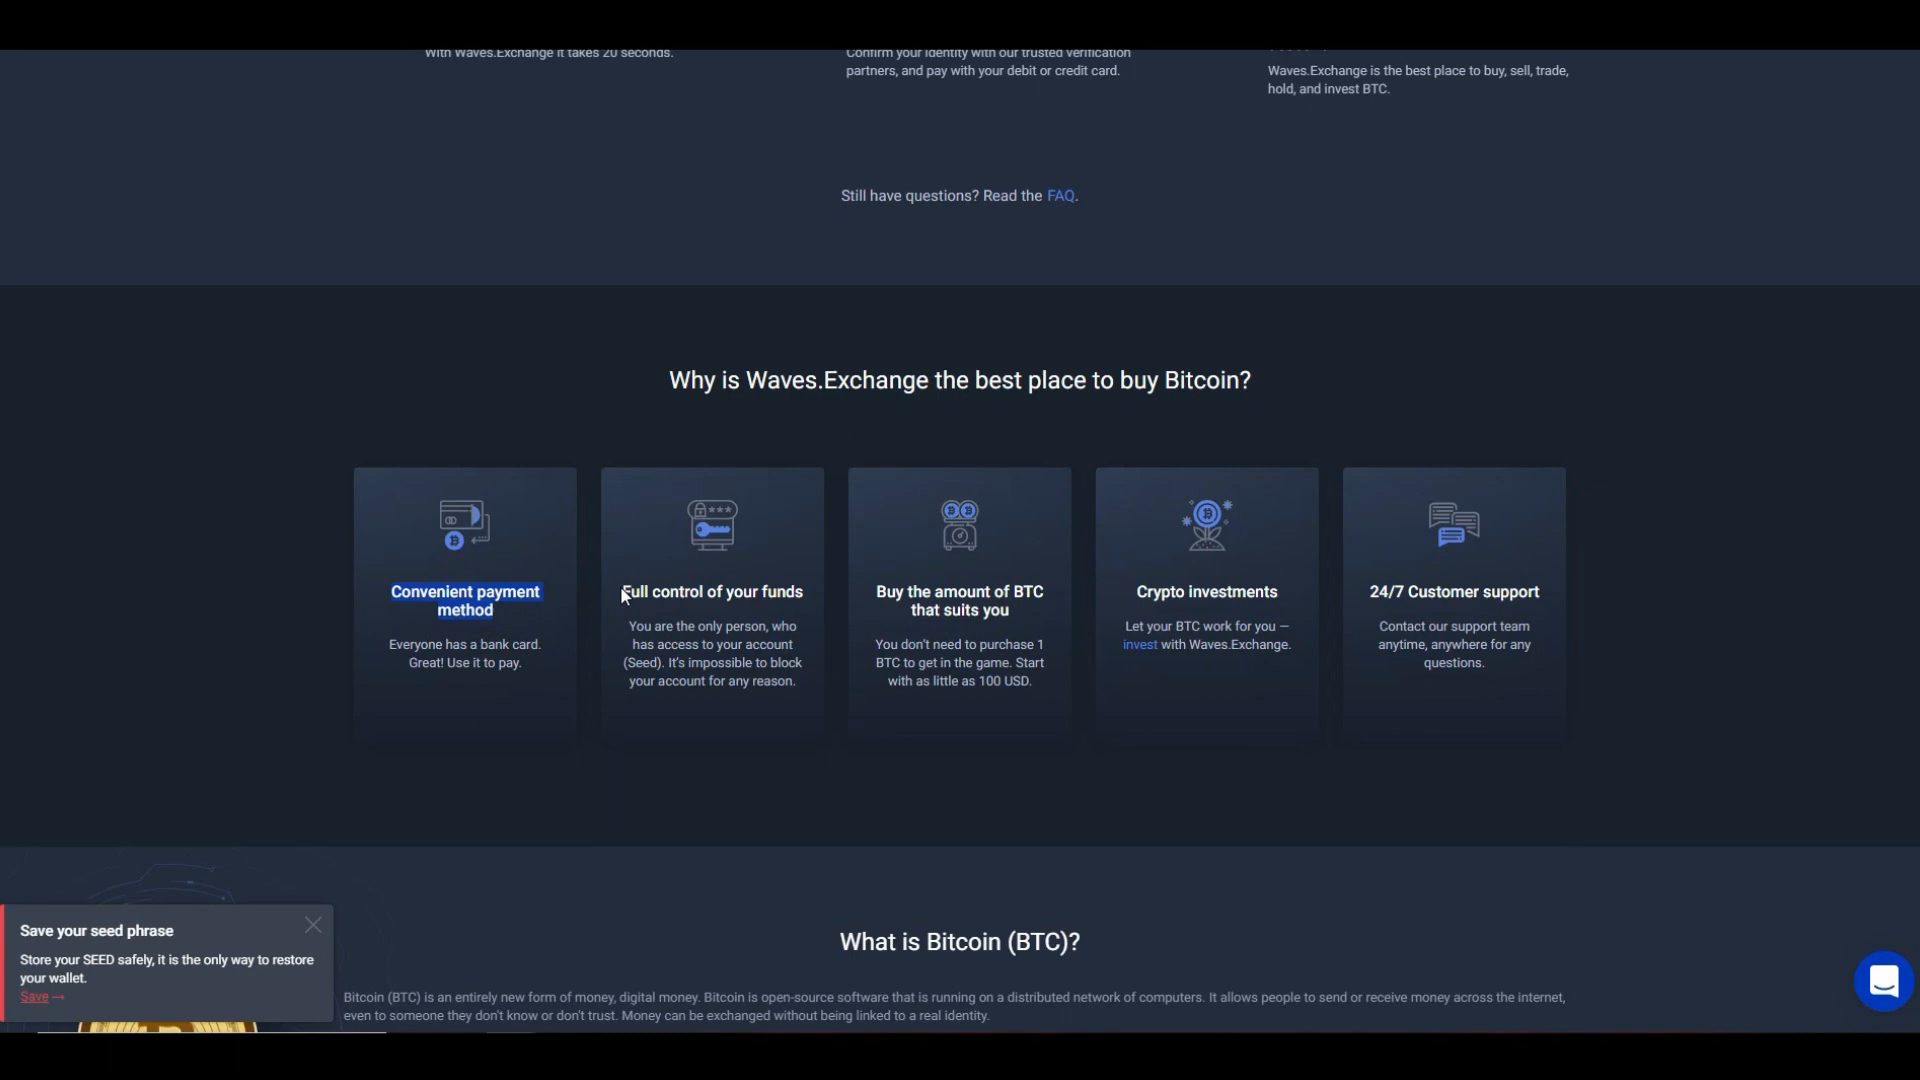 With Waves.Exchange it takes 20 seconds.
Confirm your identity with our trusted verification
partners, and pay with your debit or credit card.
Waves.Exchange is the best place to buy, sell, trade,
hold, and invest BTC.
Still have questions? Read the FAQ.
Why is Waves.Exchange the best place to buy Bitcoin?
Convenient payment
method
Everyone has a bank card.
Great! Use it to pay.
Full control of your funds
You are the only person, who
has access to your account
(Seed). It's impossible to block
your account for any reason.
Buy the amount of BTC
that suits you
You don't need to purchase 1
BTC to get in the game. Start
with as little as 100 USD.
Crypto investments
Let your BTC work for you —
invest with Waves.Exchange.
24/7 Customer support
Contact our support team
anytime, anywhere for any
questions.
Save your seed phrase
Store your SEED safely, it is the only way to restore
your wallet.
Save →
What is Bitcoin (BTC)?
Bitcoin (BTC) is an entirely new form of money, digital money. Bitcoin is open-source software that is running on a distributed network of computers. It allows people to send or receive money across the internet,
even to someone they don't know or don't trust. Money can be exchanged without being linked to a real identity.